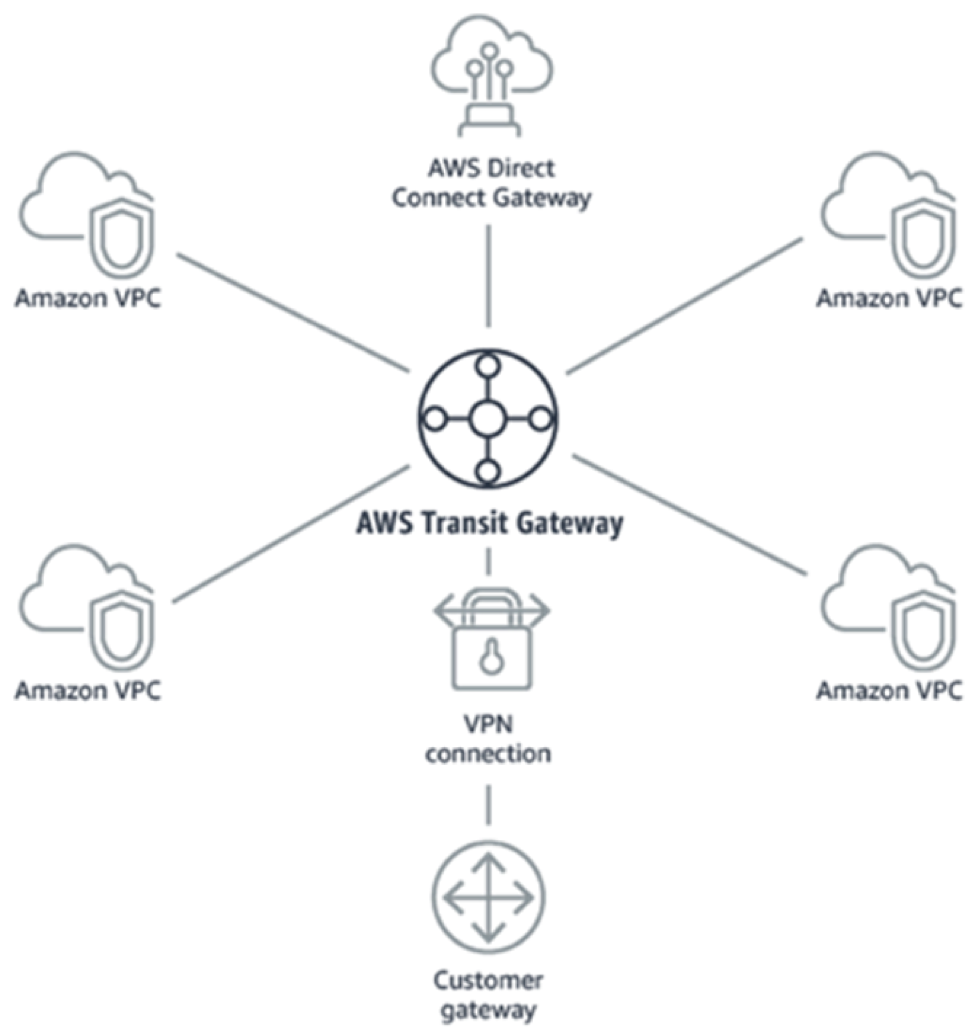 AWS Direct
Connect Gateway
Amazon VPC
Amazon VPC
AWS Transit Gateway
Amazon VPC
Amazon VPC
VPN
connection
Customer
gateway